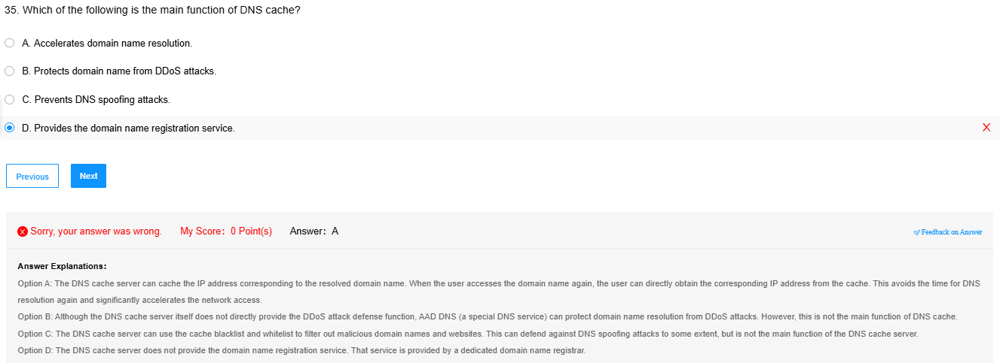 35. Which of the following is the main function of DNS cache?
A. Accelerates domain name resolution.
B. Protects domain name from DDoS attacks.
C. Prevents DNS spoofing attacks.
D. Provides the domain name registration service.
Previous Next
Sorry, your answer was wrong. My Score: 0 Point(s) Answer: A Feedback on Answer
Answer Explanations:
Option A: The DNS cache server can cache the IP address corresponding to the resolved domain name. When the user accesses the domain name again, the user can directly obtain the corresponding IP address from the cache. This avoids the time for DNS
resolution again and significantly accelerates the network access.
Option B: Although the DNS cache server itself does not directly provide the DDoS attack defense function, AAD DNS (a special DNS service) can protect domain name resolution from DDoS attacks. However, this is not the main function of DNS cache.
Option C: The DNS cache server can use the cache blacklist and whitelist to filter out malicious domain names and websites. This can defend against DNS spoofing attacks to some extent, but is not the main function of the DNS cache server.
Option D: The DNS cache server does not provide the domain name registration service. That service is provided by a dedicated domain name registrar.